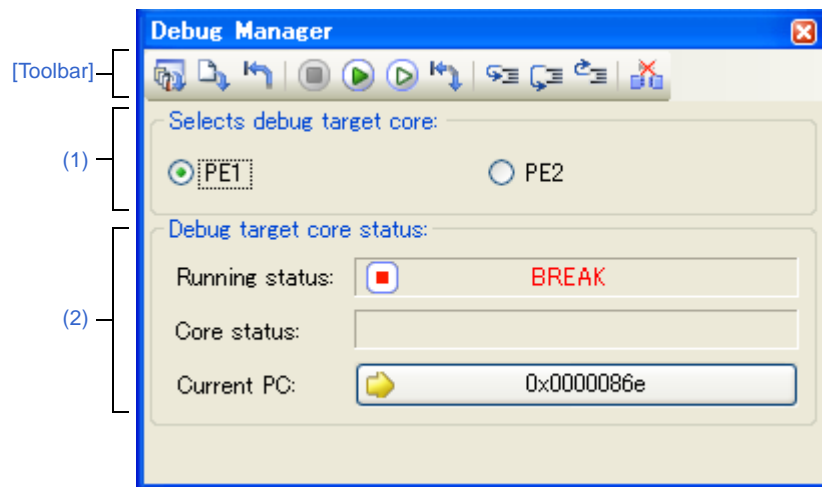 Debug Manager
[Toolbar]
Selects debug target core:
(1)
PE1
PE2
Debug target core status:
Running status:
BREAK
(2)
Core status:
Current PC:
0x0000086e